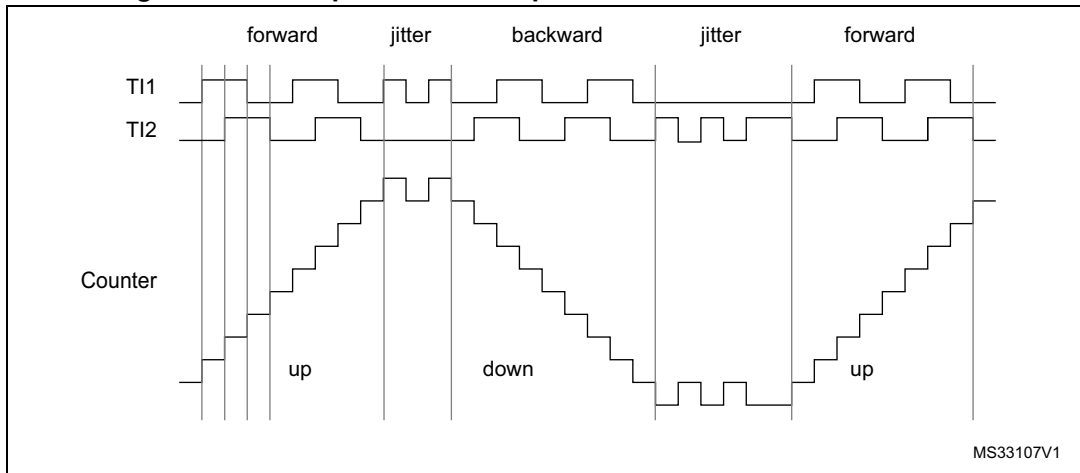 forward jitter backward jitter forward
TI1
TI2
Counter
up down up
MS33107V1